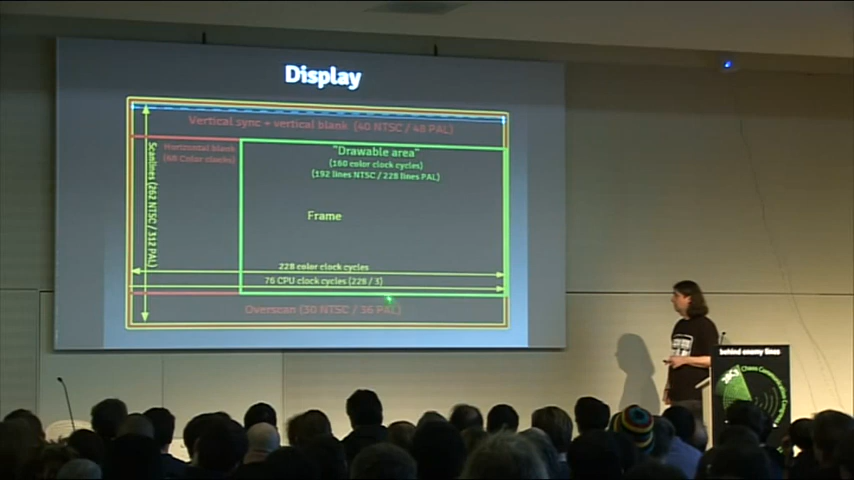 Display
Vertical sync + vertical blank (40 NTSC / 48 PAL)
Horizontal blank
(68 Color clocks)
Scanlines (262 NTSC / 312 PAL)
"Drawable area"
(160 color clock cycles)
(192 lines NTSC / 228 lines PAL)
Frame
228 color clock cycles
76 CPU clock cycles (228 / 3)
Overscan (30 NTSC / 36 PAL)
behind enemy lines
Chaos